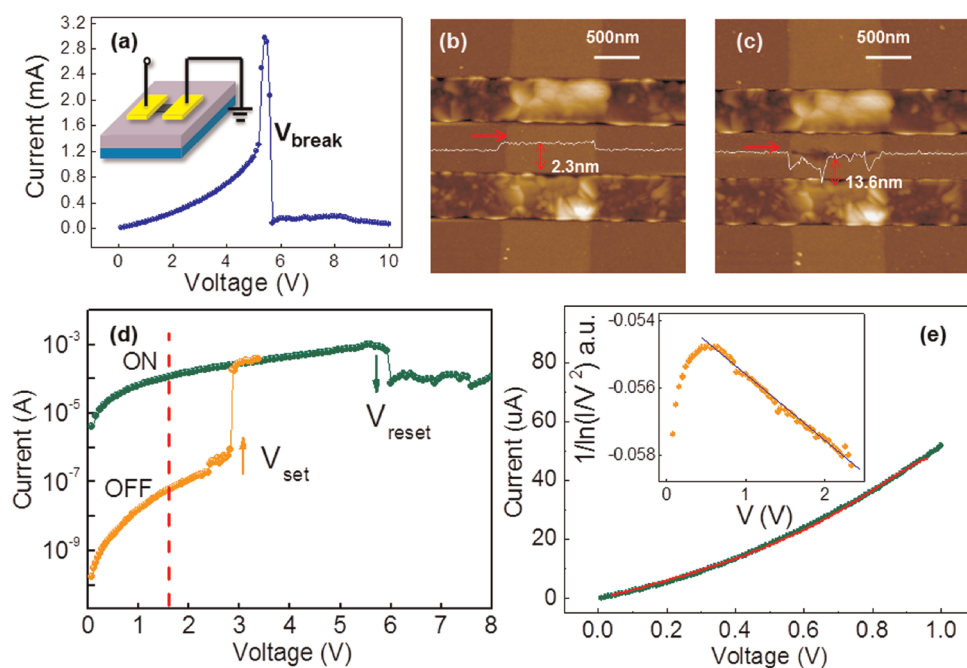 (a)
Current (mA)
3.2
2.8
2.4
2.0
1.6
1.2
0.8
0.4
0.0
V break
0 2 4 6 8 10
Voltage (V)
(b)
500nm
2.3nm
(c)
500nm
13.6nm
(d)
Current (A)
10-3
10-5
10-7
10-9
ON
OFF
V reset
V set
0 1 2 3 4 5 6 7 8
Voltage (V)
(e)
Current (uA)
80
60
40
20
0
0.0 0.2 0.4 0.6 0.8 1.0
Voltage (V)
1/ln(I/V 2) a.u.
-0.054
-0.056
-0.058
0 1 2
V (V)